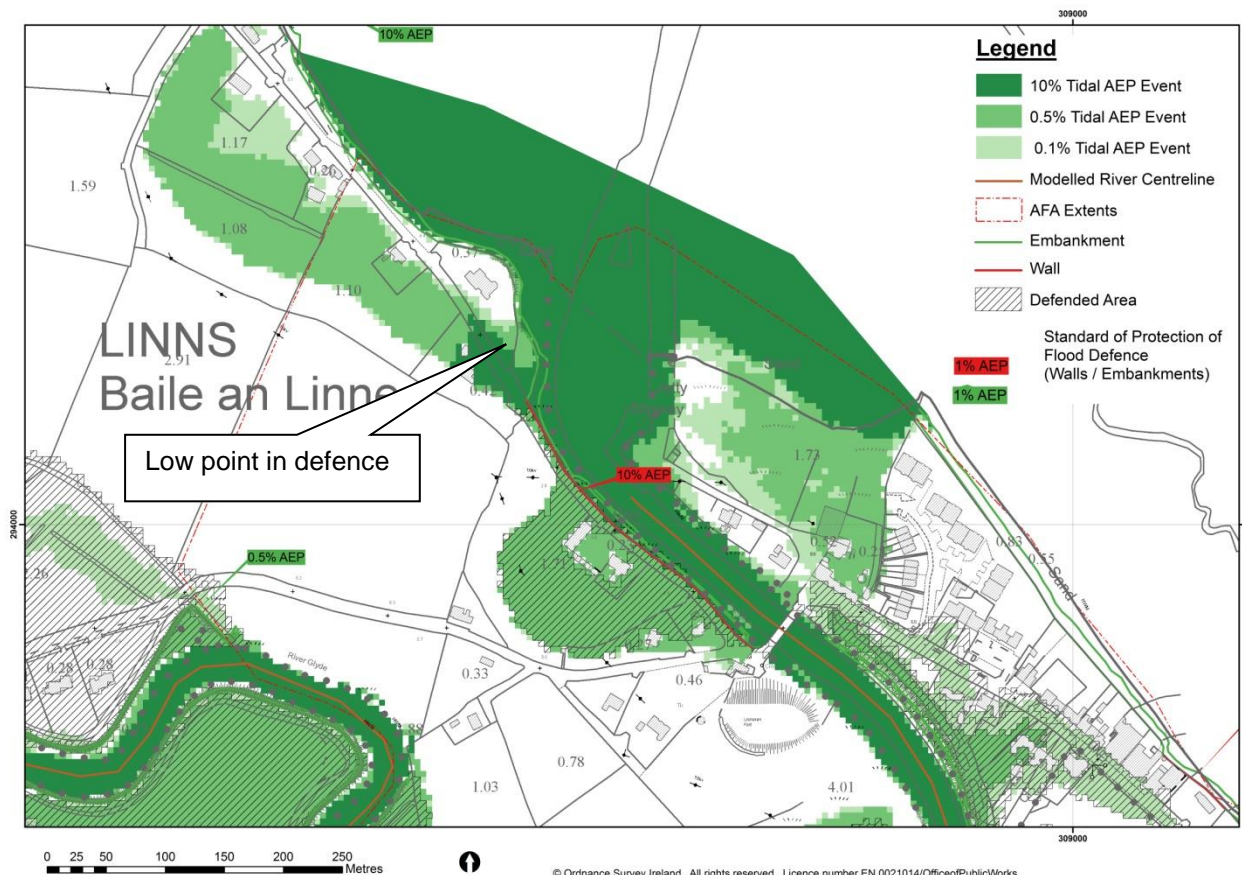 309000
10% AEP
Legend
10% Tidal AEP Event
0.5% Tidal AEP Event
0.1% Tidal AEP Event
Modelled River Centreline
AFA Extents
Embankment
Wall
Defended Area
Standard of Protection of
Flood Defence
(Walls / Embankments)
1% AEP
1% AEP
1.17
0.26
1.59
1.08
0.37
1.10
LINNS
2.91
Baile an Linne
Low point in defence
1.73
10% AEP
294000
0.83
0.55
Sand
0.5% AEP
0.28
0.28
River Glyde
0.33
0.46
0.78
1.03
4.01
309000
0 25 50 100 150 200 250
Metres
© Ordnance Survey Ireland. All rights reserved. Licence number EN 0021014/OfficeofPublicWorks